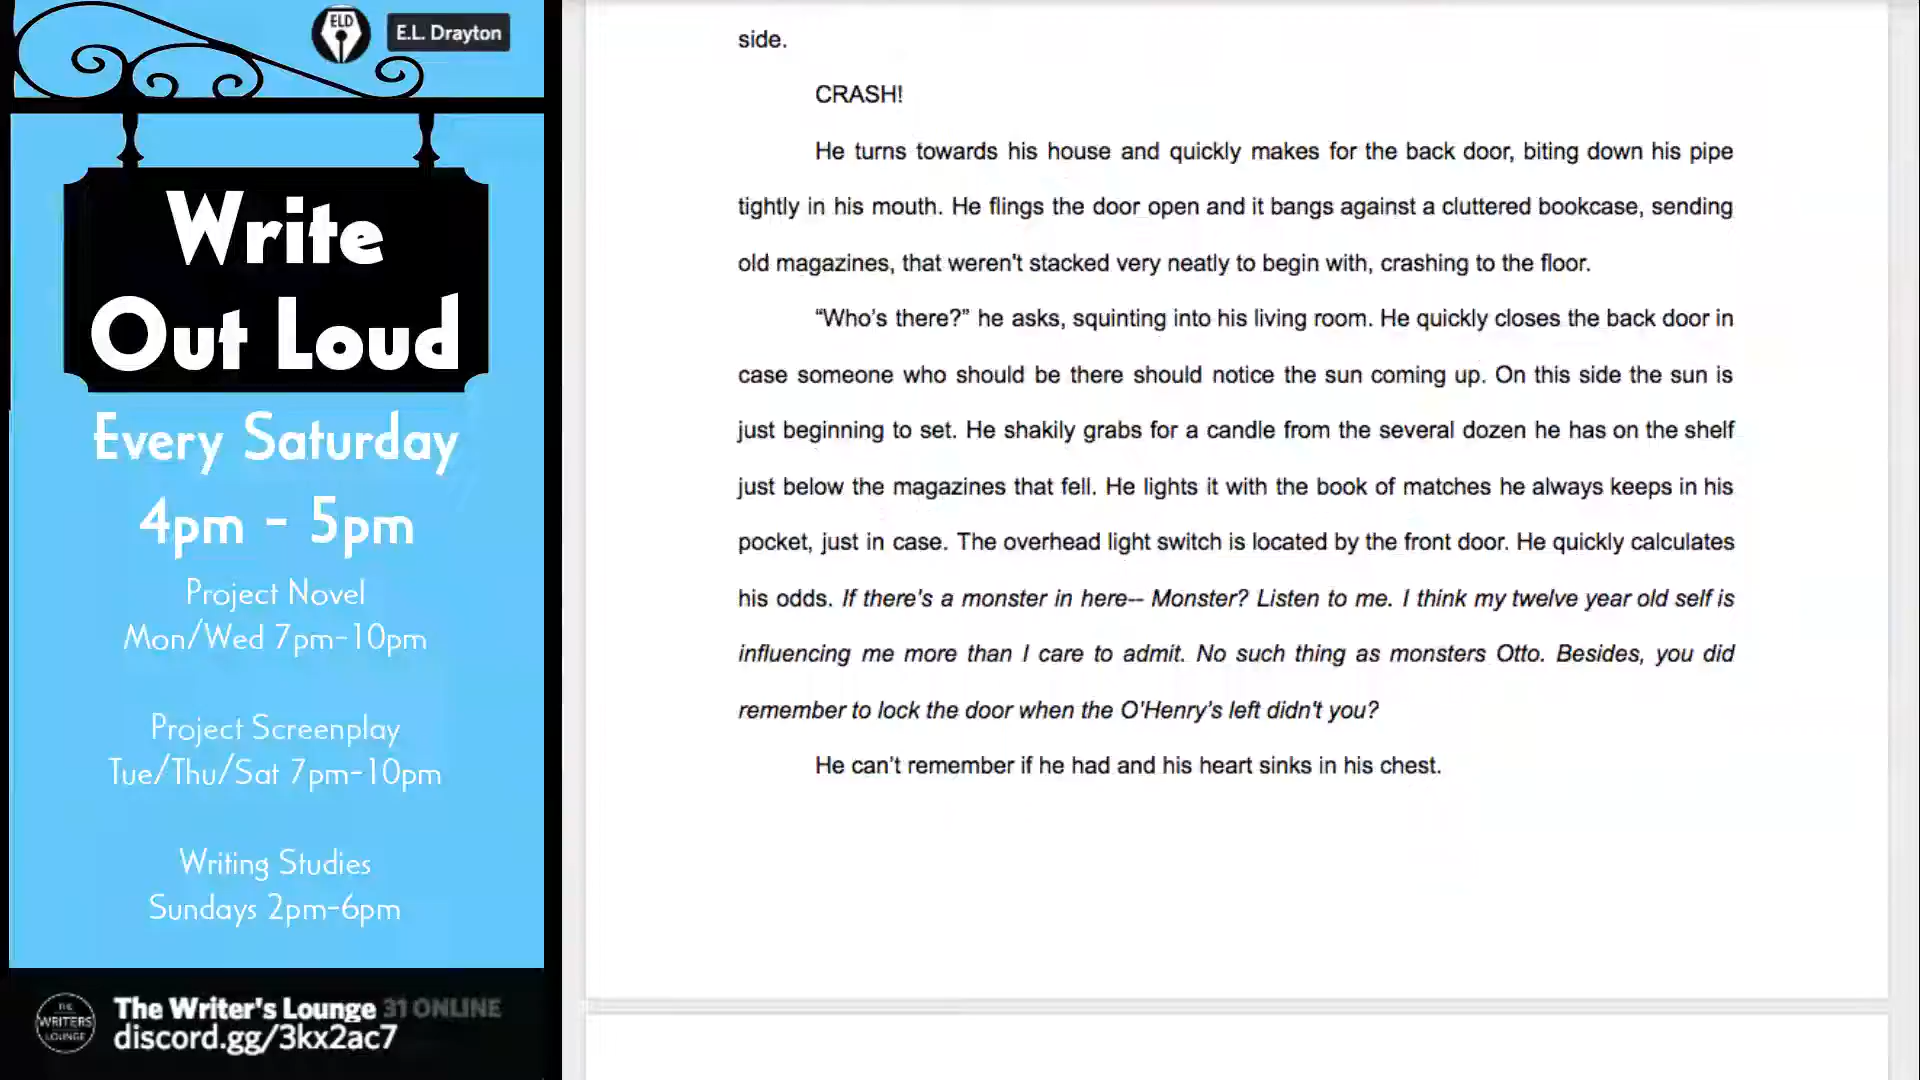 ELD
E.L. Drayton
Write
Out Loud
Every Saturday
4pm - 5pm
Project Novel
Mon/Wed 7pm-10pm
Project Screenplay
Tue/Thu/Sat 7pm-10pm
Writing Studies
Sundays 2pm-6pm
THE
WRITERS
LOUNGE
The Writer's Lounge 31 ONLINE
discord.gg/3kx2ac7
side.
CRASH!
He turns towards his house and quickly makes for the back door, biting down his pipe
tightly in his mouth. He flings the door open and it bangs against a cluttered bookcase, sending
old magazines, that weren't stacked very neatly to begin with, crashing to the floor.
“Who’s there?” he asks, squinting into his living room. He quickly closes the back door in
case someone who should be there should notice the sun coming up. On this side the sun is
just beginning to set. He shakily grabs for a candle from the several dozen he has on the shelf
just below the magazines that fell. He lights it with the book of matches he always keeps in his
pocket, just in case. The overhead light switch is located by the front door. He quickly calculates
his odds. If there's a monster in here-- Monster? Listen to me. I think my twelve year old self is
influencing me more than I care to admit. No such thing as monsters Otto. Besides, you did
remember to lock the door when the O'Henry's left didn't you?
He can’t remember if he had and his heart sinks in his chest.